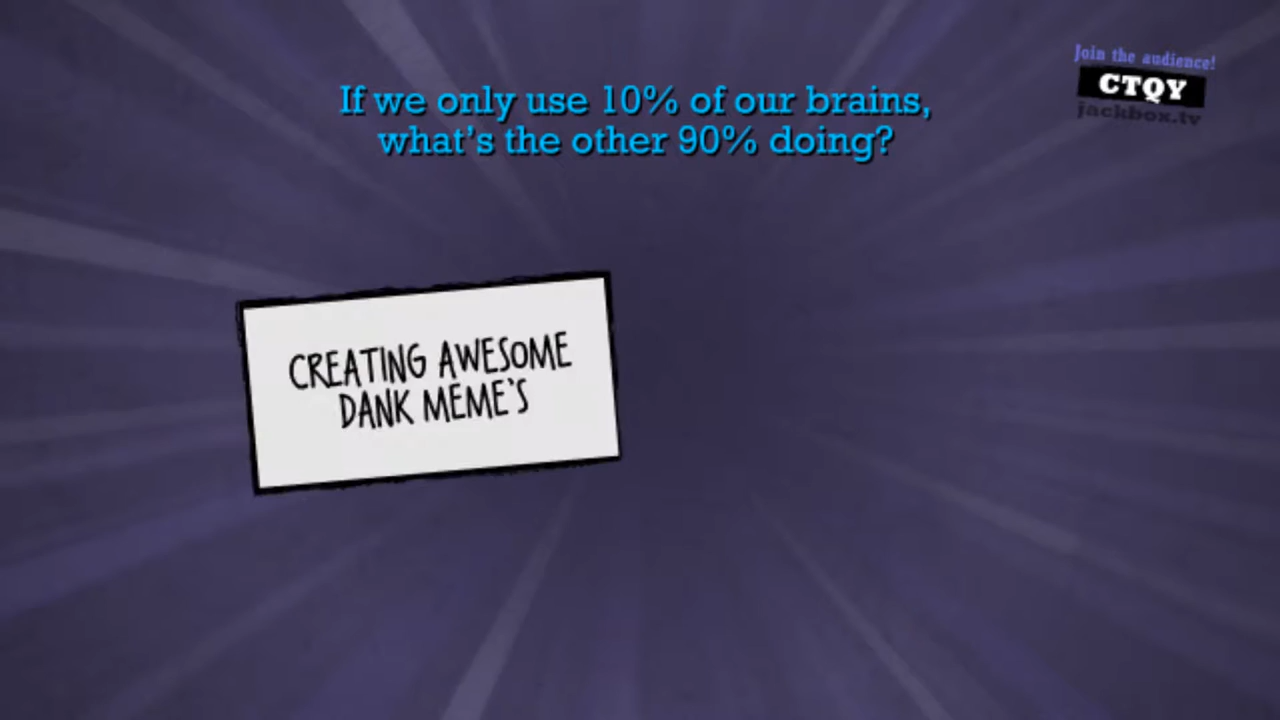 Join the audience!
CTQY
jackbox.tv
If we only use 10% of our brains,
what's the other 90% doing?
CREATING AWESOME
DANK MEME'S